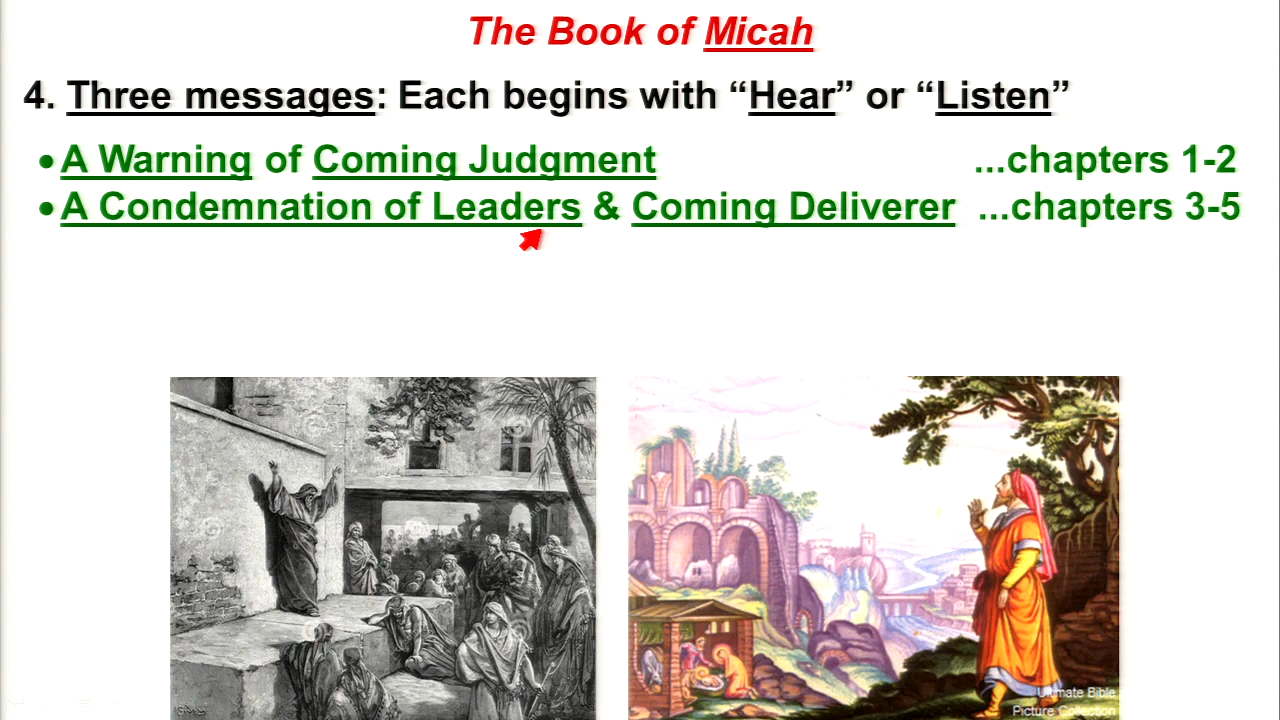 The Book of Micah
4. Three messages: Each begins with “Hear” or “Listen”
• A Warning of Coming Judgment ...chapters 1-2
• A Condemnation of Leaders & Coming Deliverer ...chapters 3-5
Ultimate Bible
Picture Collection